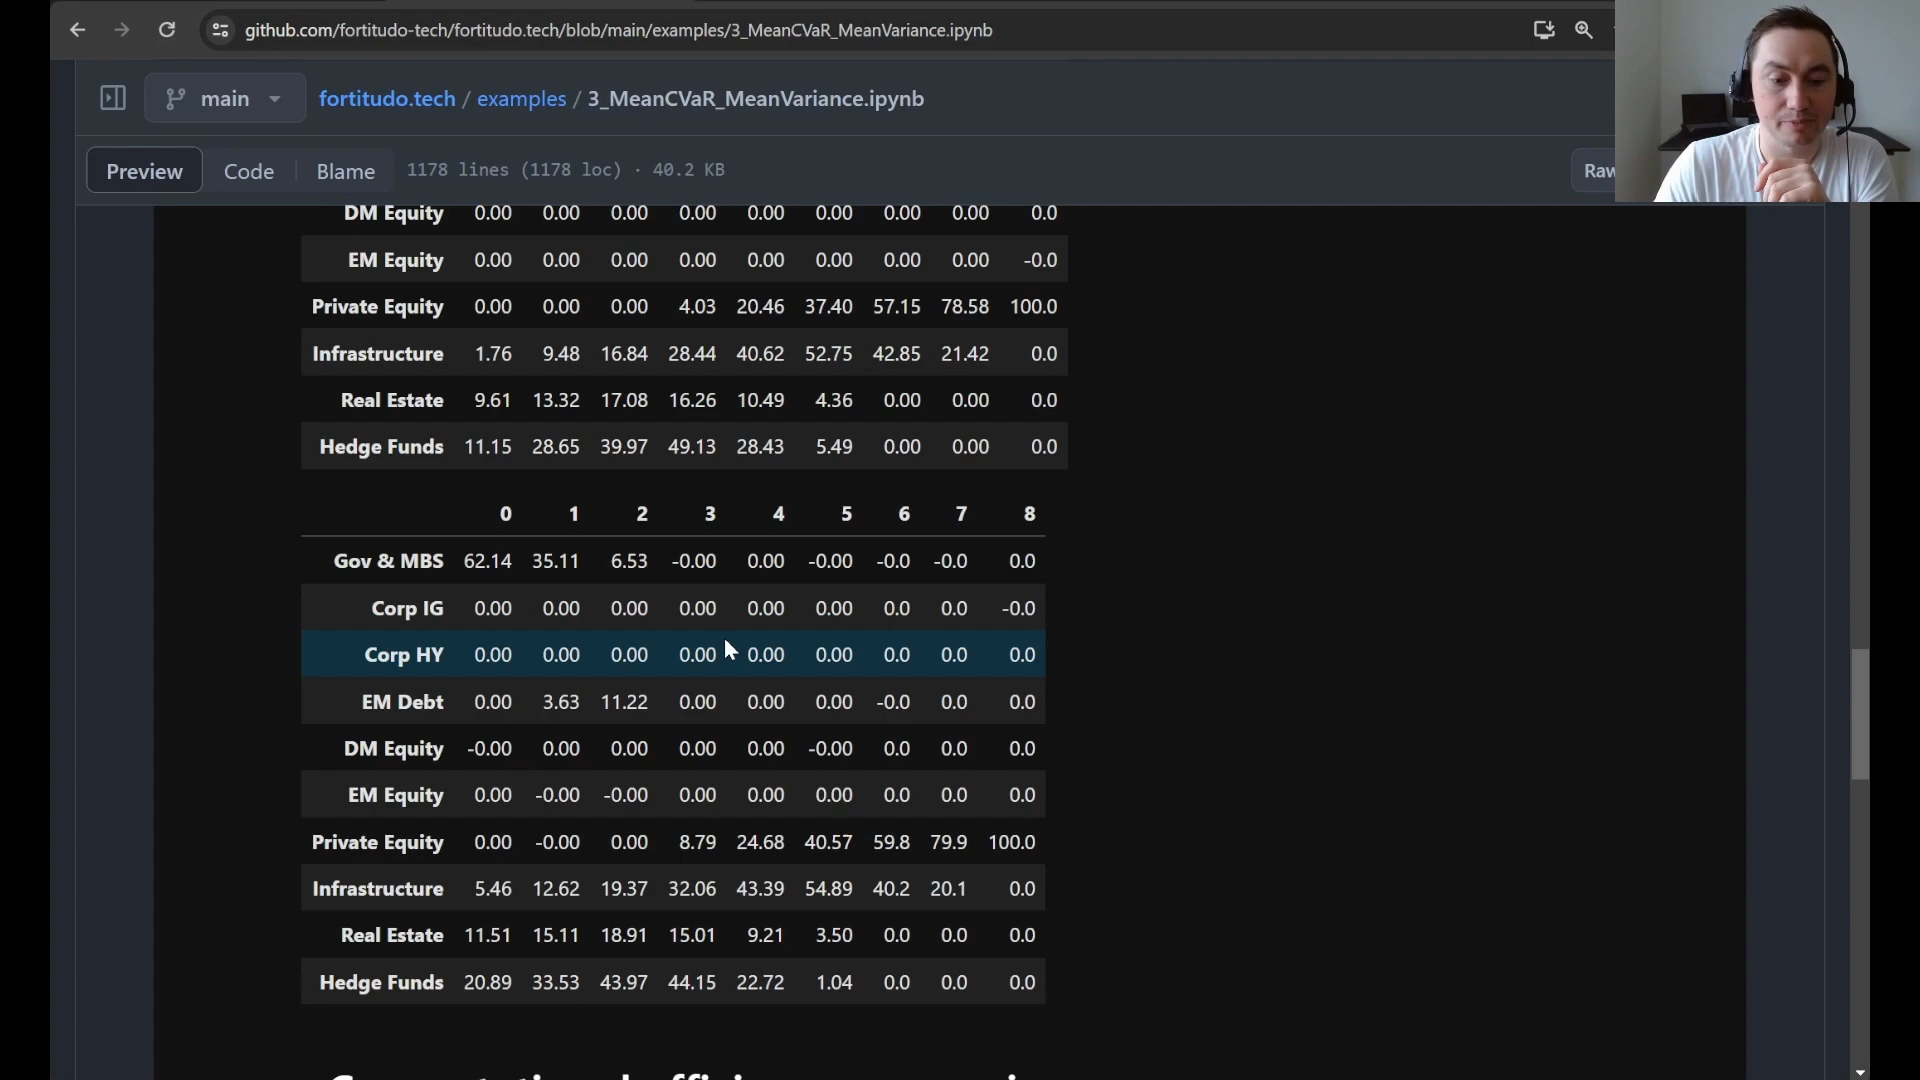 github.com/fortitudo-tech/fortitudo.tech/blob/main/examples/3_MeanCVaR_MeanVariance.ipynb
main fortitudo.tech / examples / 3_MeanCVaR_MeanVariance.ipynb
Preview Code Blame 1178 lines (1178 loc) · 40.2 KB Raw
DM Equity 0.00 0.00 0.00 0.00 0.00 0.00 0.00 0.00 0.0
EM Equity 0.00 0.00 0.00 0.00 0.00 0.00 0.00 0.00 -0.0
Private Equity 0.00 0.00 0.00 4.03 20.46 37.40 57.15 78.58 100.0
Infrastructure 1.76 9.48 16.84 28.44 40.62 52.75 42.85 21.42 0.0
Real Estate 9.61 13.32 17.08 16.26 10.49 4.36 0.00 0.00 0.0
Hedge Funds 11.15 28.65 39.97 49.13 28.43 5.49 0.00 0.00 0.0
0 1 2 3 4 5 6 7 8
Gov & MBS 62.14 35.11 6.53 -0.00 0.00 -0.00 -0.0 -0.0 0.0
Corp IG 0.00 0.00 0.00 0.00 0.00 0.00 0.0 0.0 -0.0
Corp HY 0.00 0.00 0.00 0.00 0.00 0.00 0.0 0.0 0.0
EM Debt 0.00 3.63 11.22 0.00 0.00 0.00 -0.0 0.0 0.0
DM Equity -0.00 0.00 0.00 0.00 0.00 -0.00 0.0 0.0 0.0
EM Equity 0.00 -0.00 -0.00 0.00 0.00 0.00 0.0 0.0 0.0
Private Equity 0.00 -0.00 0.00 8.79 24.68 40.57 59.8 79.9 100.0
Infrastructure 5.46 12.62 19.37 32.06 43.39 54.89 40.2 20.1 0.0
Real Estate 11.51 15.11 18.91 15.01 9.21 3.50 0.0 0.0 0.0
Hedge Funds 20.89 33.53 43.97 44.15 22.72 1.04 0.0 0.0 0.0